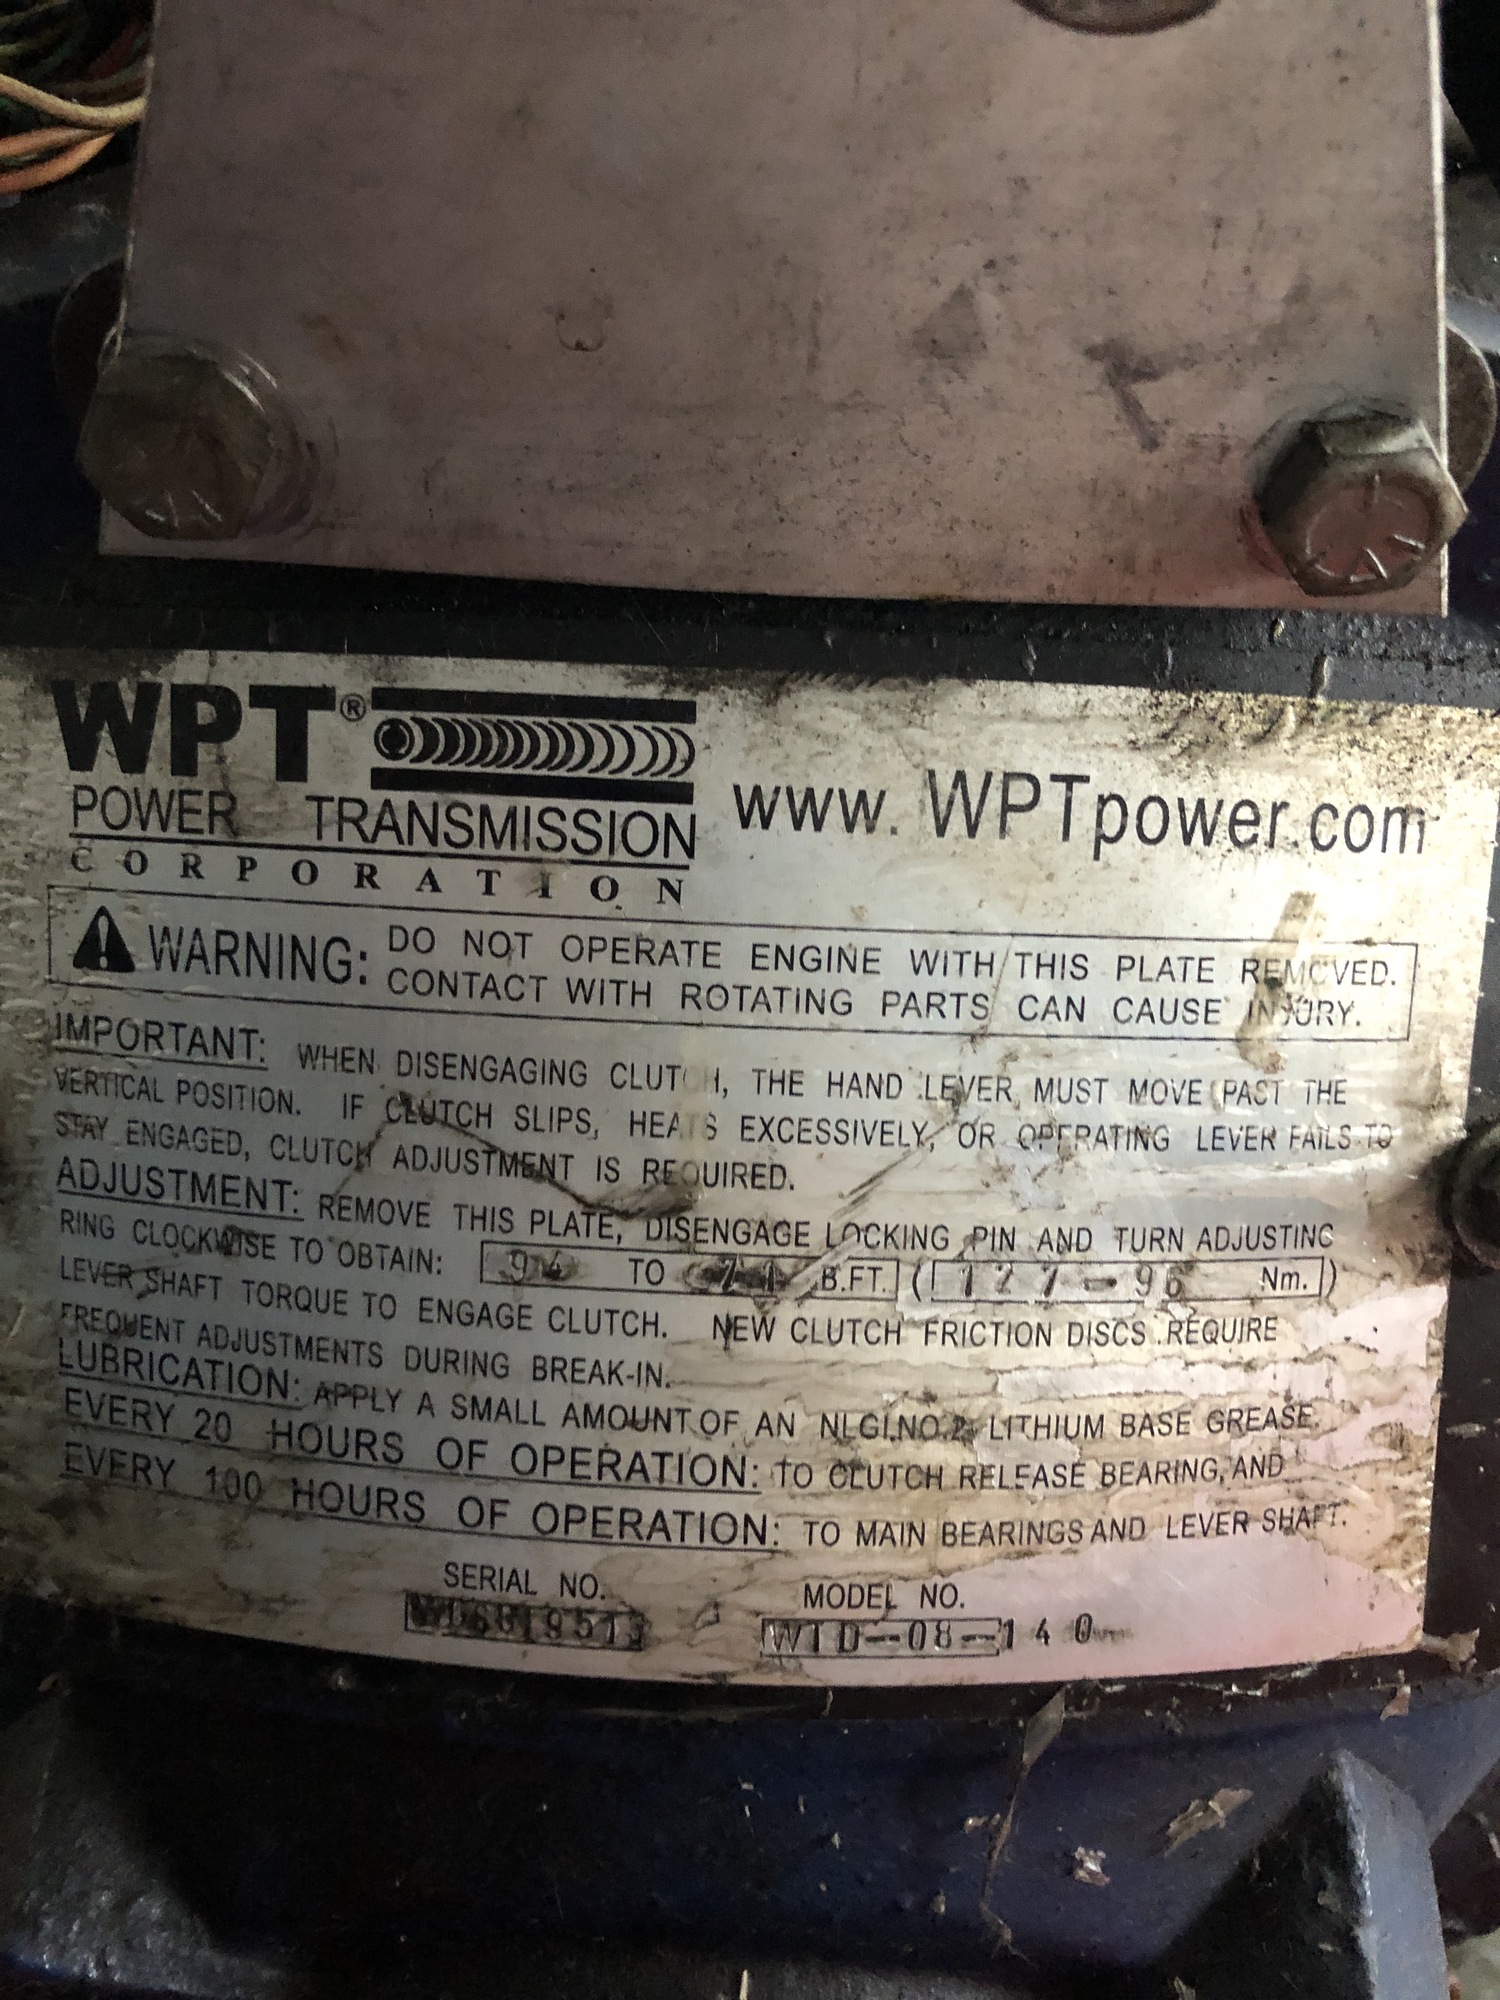 WPT®
POWER TRANSMISSION
CORPORATION
www.WPTpower.com
WARNING: DO NOT OPERATE ENGINE WITH THIS PLATE REMOVED.
CONTACT WITH ROTATING PARTS CAN CAUSE INJURY.
IMPORTANT: WHEN DISENGAGING CLUTCH, THE HAND LEVER MUST MOVE PAST THE
VERTICAL POSITION. IF CLUTCH SLIPS, HEATS EXCESSIVELY, OR OPERATING LEVER FAILS TO
STAY ENGAGED, CLUTCH ADJUSTMENT IS REQUIRED.
ADJUSTMENT: REMOVE THIS PLATE, DISENGAGE LOCKING PIN AND TURN ADJUSTING
RING CLOCKWISE TO OBTAIN: 94 TO 71 LB.FT. (127-96 Nm.)
LEVER SHAFT TORQUE TO ENGAGE CLUTCH. NEW CLUTCH FRICTION DISCS REQUIRE
FREQUENT ADJUSTMENTS DURING BREAK-IN.
LUBRICATION: APPLY A SMALL AMOUNT OF AN NLGI NO.2 LITHIUM BASE GREASE.
EVERY 20 HOURS OF OPERATION: TO CLUTCH RELEASE BEARING, AND
EVERY 100 HOURS OF OPERATION: TO MAIN BEARINGS AND LEVER SHAFT.
SERIAL NO. MODEL NO.
WTD-08-140